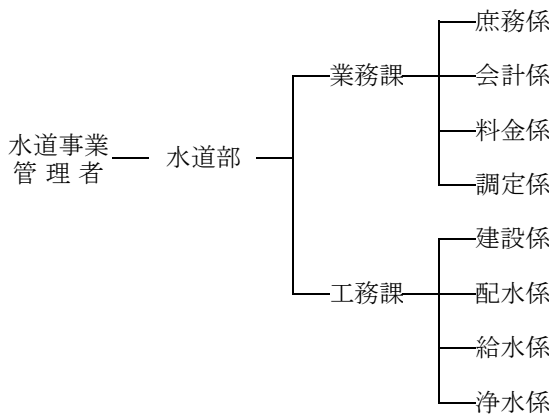 水道事業
管理者
水道部
業務課
庶務係
会計係
料金係
調定係
工務課
建設係
配水係
給水係
浄水係